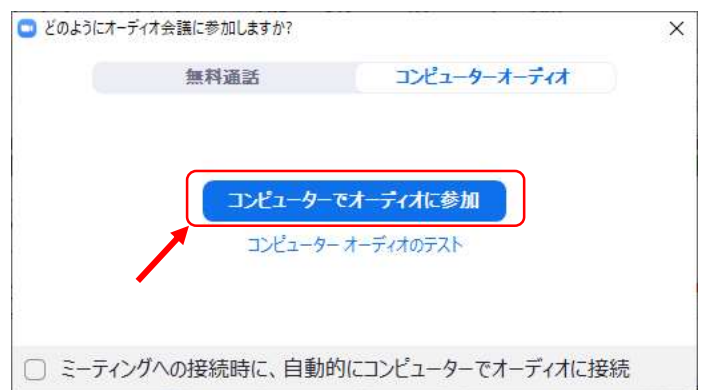 どのようにオーディオ会議に参加しますか?
無料通話 コンピューターオーディオ
コンピューターでオーディオに参加
コンピューター オーディオのテスト
ミーティングへの接続時に、自動的にコンピューターでオーディオに接続